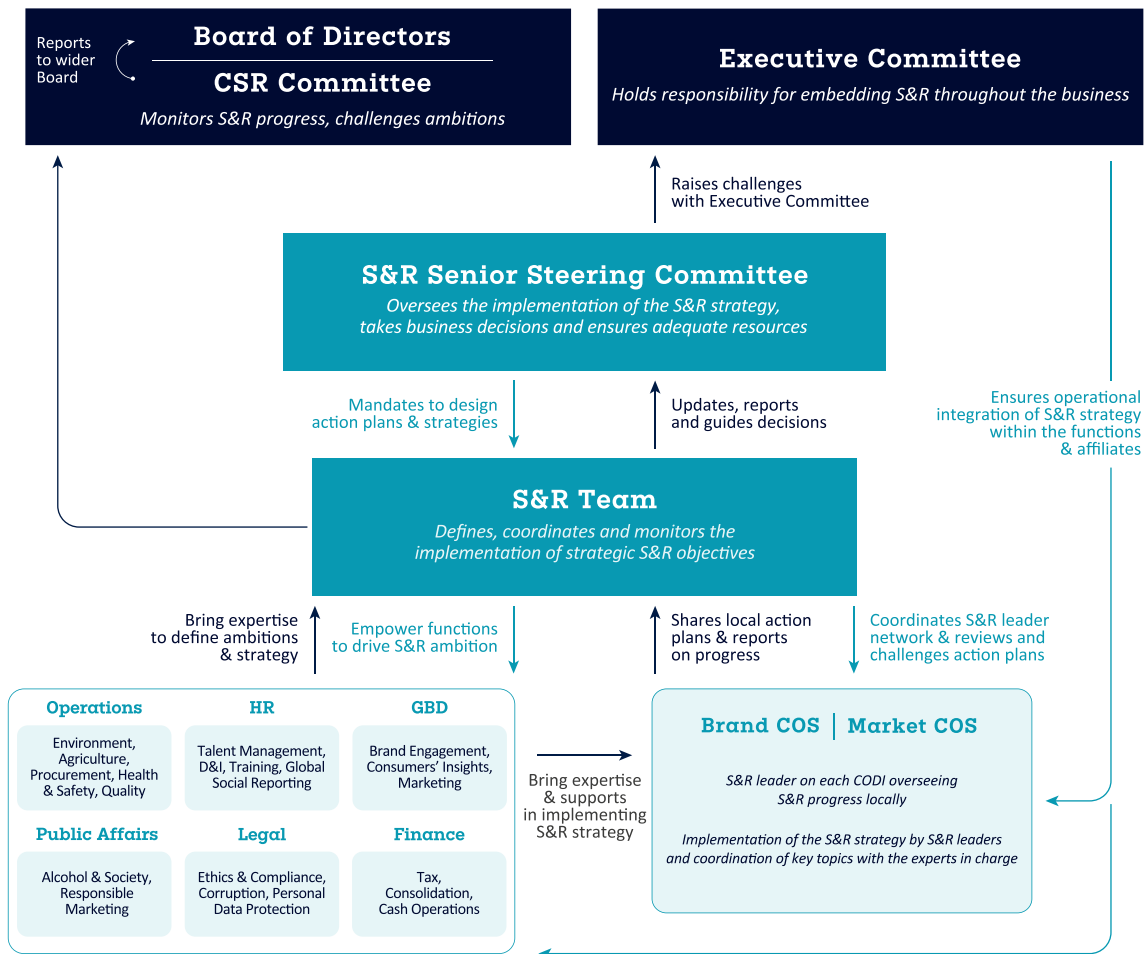 Reports
to wider
Board
Board of Directors
CSR Committee
Monitors S&R progress, challenges ambitions
Executive Committee
Holds responsibility for embedding S&R throughout the business
Raises challenges
with Executive Committee
S&R Senior Steering Committee
Oversees the implementation of the S&R strategy,
takes business decisions and ensures adequate resources
Mandates to design
action plans & strategies
Updates, reports
and guides decisions
Ensures operational
integration of S&R strategy
within the functions
& affiliates
S&R Team
Defines, coordinates and monitors the
implementation of strategic S&R objectives
Bring expertise
to define ambitions
& strategy
Empower functions
to drive S&R ambition
Shares local action
plans & reports
on progress
Coordinates S&R leader
network & reviews and
challenges action plans
Operations
Environment,
Agriculture,
Procurement, Health
& Safety, Quality
HR
Talent Management,
D&I, Training, Global
Social Reporting
GBD
Brand Engagement,
Consumers' Insights,
Marketing
Public Affairs
Alcohol & Society,
Responsible
Marketing
Legal
Ethics & Compliance,
Corruption, Personal
Data Protection
Finance
Tax,
Consolidation,
Cash Operations
Bring expertise
& supports
in implementing
S&R strategy
Brand COS | Market COS
S&R leader on each CODI overseeing
S&R progress locally
Implementation of the S&R strategy by S&R leaders
and coordination of key topics with the experts in charge